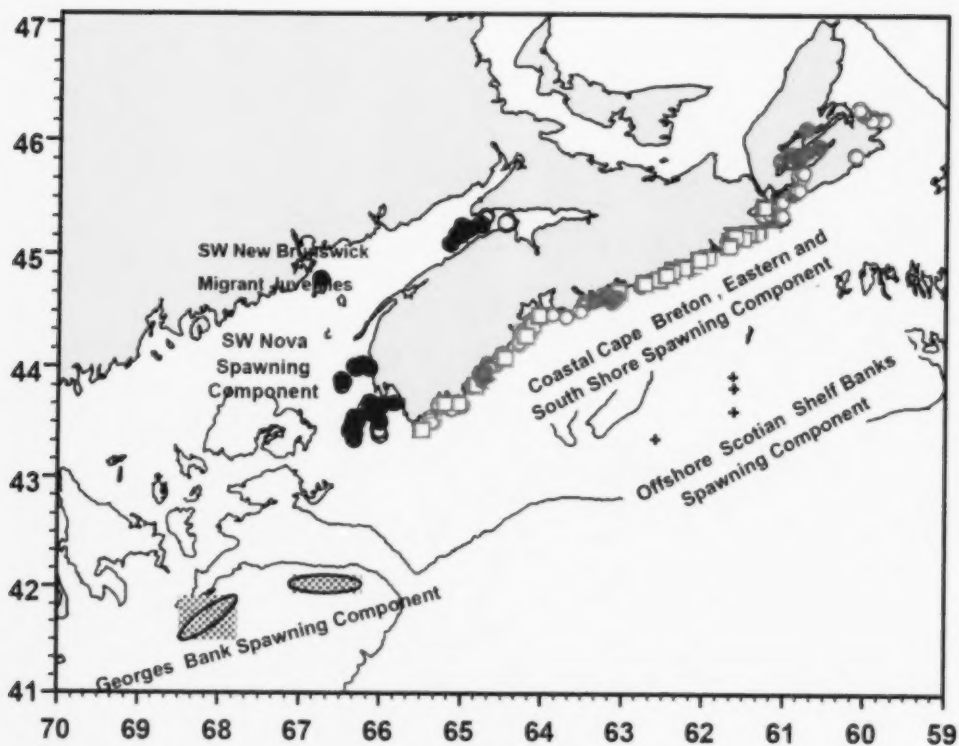 47
46
45
44
43
42
41
SW New Brunswick
Migrant Juveniles
SW Nova
Spawning
Component
Coastal Cape Breton , Eastern and
South Shore Spawning Component
Offshore Scotian Shelf Banks
Spawning Component
Georges Bank Spawning Component
70 69 68 67 66 65 64 63 62 61 60 59